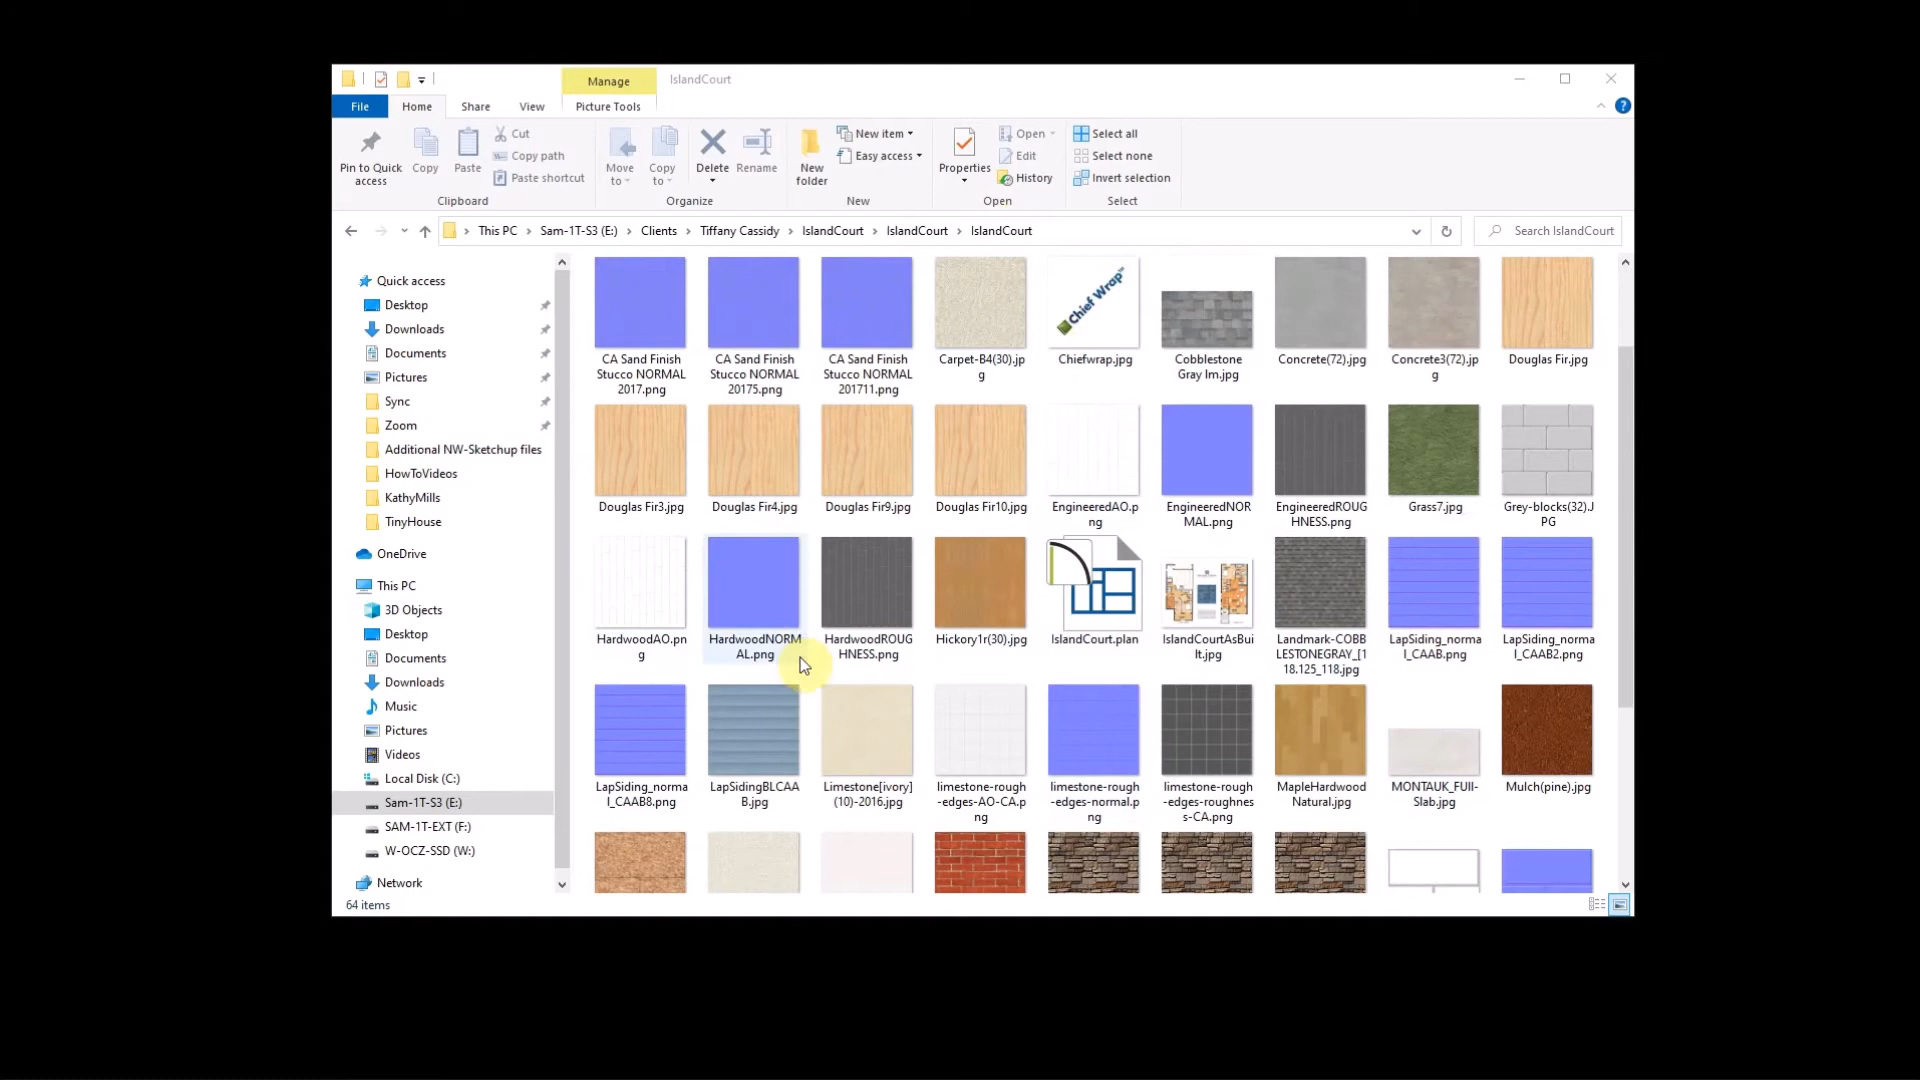 Manage
IslandCourt
File
Home
Share
View
Picture Tools
Pin to Quick
access
Copy
Paste
Cut
Copy path
Paste shortcut
Clipboard
Move
to
Copy
to
Delete
Rename
Organize
New
folder
New item
Easy access
New
Properties
Open
Edit
History
Open
Select all
Select none
Invert selection
Select
This PC
Sam-1T-S3 (E:)
Clients
Tiffany Cassidy
IslandCourt
IslandCourt
IslandCourt
Search IslandCourt
Quick access
Desktop
Downloads
Documents
Pictures
Sync
Zoom
Additional NW-Sketchup files
HowToVideos
KathyMills
TinyHouse
OneDrive
This PC
3D Objects
Desktop
Documents
Downloads
Music
Pictures
Videos
Local Disk (C:)
Sam-1T-S3 (E:)
SAM-1T-EXT (F:)
W-OCZ-SSD (W:)
Network
CA Sand Finish
Stucco NORMAL
2017.png
CA Sand Finish
Stucco NORMAL
20175.png
CA Sand Finish
Stucco NORMAL
201711.png
Carpet-B4(30).jp
g
Chief Wrap™
Chiefwrap.jpg
Cobblestone
Gray lm.jpg
Concrete(72).jpg
Concrete3(72).jp
g
Douglas Fir.jpg
Douglas Fir3.jpg
Douglas Fir4.jpg
Douglas Fir9.jpg
Douglas Fir10.jpg
EngineeredAO.p
ng
EngineeredNOR
MAL.png
EngineeredROUG
HNESS.png
Grass7.jpg
Grey-blocks(32).J
PG
HardwoodAO.pn
g
HardwoodNORM
AL.png
HardwoodROUG
HNESS.png
Hickory1r(30).jpg
IslandCourt.plan
IslandCourtAsBui
lt.jpg
Landmark-COBB
LESTONEGRAY_[1
18.125_118.jpg
LapSiding_norma
l_CAAB.png
LapSiding_norma
l_CAAB2.png
LapSiding_norma
l_CAAB8.png
LapSidingBLCAA
B.jpg
Limestone[ivory]
(10)-2016.jpg
limestone-rough
-edges-AO-CA.p
ng
limestone-rough
-edges-normal.p
ng
limestone-rough
-edges-roughnes
s-CA.png
MapleHardwood
Natural.jpg
MONTAUK_FUll-
Slab.jpg
Mulch(pine).jpg
64 items